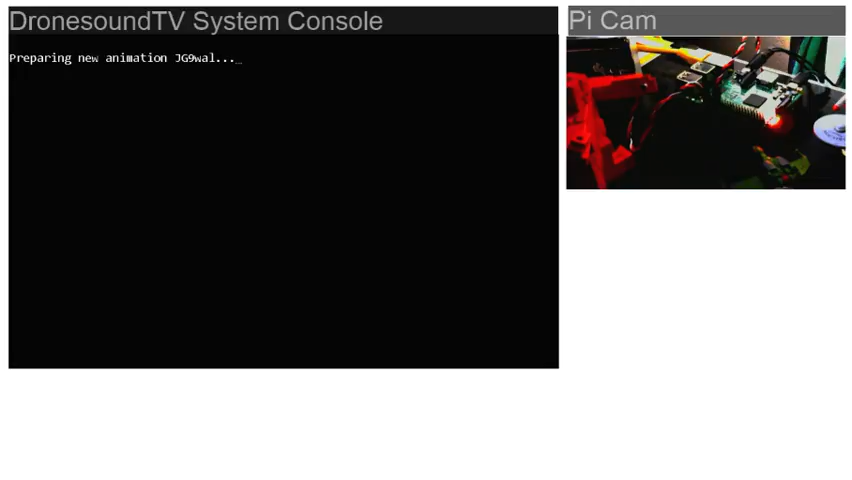 DronesoundTV System Console
Pi Cam
Preparing new animation JG9wal..._